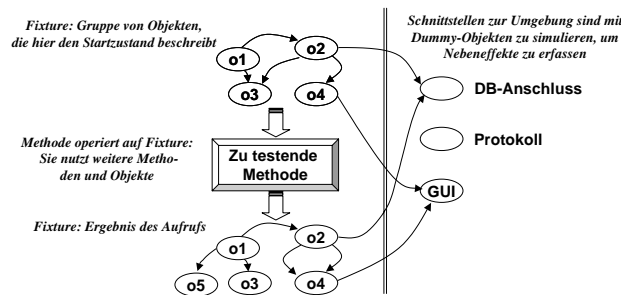 Fixture: Gruppe von Objekten,
die hier den Startzustand beschreibt
Schnittstellen zur Umgebung sind mit
Dummy-Objekten zu simulieren, um
Nebeneffekte zu erfassen
o1
o2
o3
o4
DB-Anschluss
Protokoll
GUI
Methode operiert auf Fixture:
Sie nutzt weitere Metho-
den und Objekte
Zu testende
Methode
Fixture: Ergebnis des Aufrufs
o1
o2
o5
o3
o4